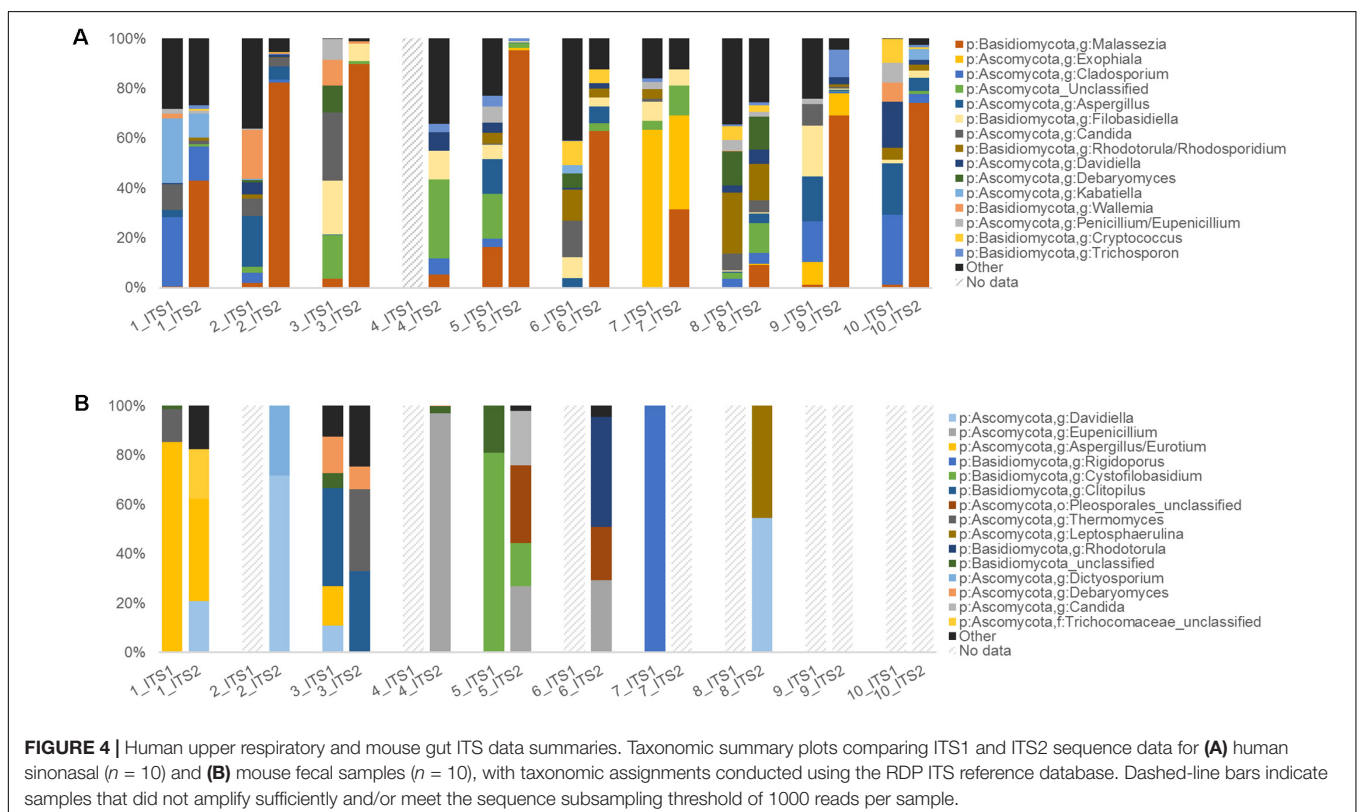 A
100%
80%
60%
40%
20%
0%
1_ITS1
1_ITS2
2_ITS1
2_ITS2
3_ITS1
3_ITS2
4_ITS1
4_ITS2
5_ITS1
5_ITS2
6_ITS1
6_ITS2
7_ITS1
7_ITS2
8_ITS1
8_ITS2
9_ITS1
9_ITS2
10_ITS1
10_ITS2
p:Basidiomycota,g:Malassezia
p:Ascomycota,g:Exophiala
p:Ascomycota,g:Cladosporium
p:Ascomycota_Unclassified
p:Ascomycota,g:Aspergillus
p:Basidiomycota,g:Filobasidiella
p:Ascomycota,g:Candida
p:Basidiomycota,g:Rhodotorula/Rhodosporidium
p:Ascomycota,g:Davidiella
p:Ascomycota,g:Debaryomyces
p:Ascomycota,g:Kabatiella
p:Basidiomycota,g:Wallemia
p:Ascomycota,g:Penicillium/Eupenicillium
p:Basidiomycota,g:Cryptococcus
p:Basidiomycota,g:Trichosporon
Other
No data
B
100%
80%
60%
40%
20%
0%
1_ITS1
1_ITS2
2_ITS1
2_ITS2
3_ITS1
3_ITS2
4_ITS1
4_ITS2
5_ITS1
5_ITS2
6_ITS1
6_ITS2
7_ITS1
7_ITS2
8_ITS1
8_ITS2
9_ITS1
9_ITS2
10_ITS1
10_ITS2
p:Ascomycota,g:Davidiella
p:Ascomycota,g:Eupenicillium
p:Ascomycota,g:Aspergillus/Eurotium
p:Basidiomycota,g:Rigidoporus
p:Basidiomycota,g:Cystofilobasidium
p:Basidiomycota,g:Clitopilus
p:Ascomycota,o:Pleosporales_unclassified
p:Ascomycota,g:Thermomyces
p:Ascomycota,g:Leptosphaerulina
p:Basidiomycota,g:Rhodotorula
p:Basidiomycota_unclassified
p:Ascomycota,g:Dictyosporium
p:Ascomycota,g:Debaryomyces
p:Ascomycota,g:Candida
p:Ascomycota,f:Trichocomaceae_unclassified
Other
No data
FIGURE 4 | Human upper respiratory and mouse gut ITS data summaries. Taxonomic summary plots comparing ITS1 and ITS2 sequence data for (A) human
sinonasal (n = 10) and (B) mouse fecal samples (n = 10), with taxonomic assignments conducted using the RDP ITS reference database. Dashed-line bars indicate
samples that did not amplify sufficiently and/or meet the sequence subsampling threshold of 1000 reads per sample.